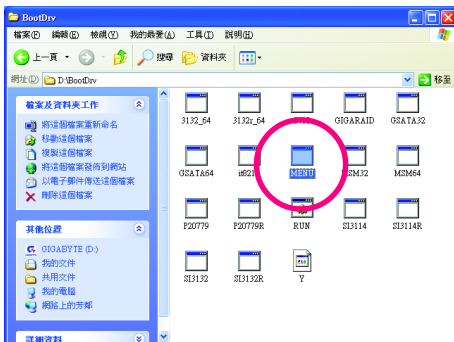 BootDrv
檔案(F) 編輯(E) 檢視(V) 我的最愛(A) 工具(T) 說明(H)
上一頁 搜尋 資料夾
網址(D) D:\BootDrv 移至
檔案及資料夾工作
將這個檔案重新命名
移動這個檔案
複製這個檔案
將這個檔案發佈到網站
以電子郵件傳送這個檔案
刪除這個檔案
其他位置
GIGABYTE (D:)
我的文件
共用文件
我的電腦
網路上的芳鄰
詳細資料
3132_64 3132r_64 GIGARAID GSATA32
GSATA64 MENU MSM64
P20779 P20779R RUN SI3114 SI3114R
SI3132 SI3132R Y